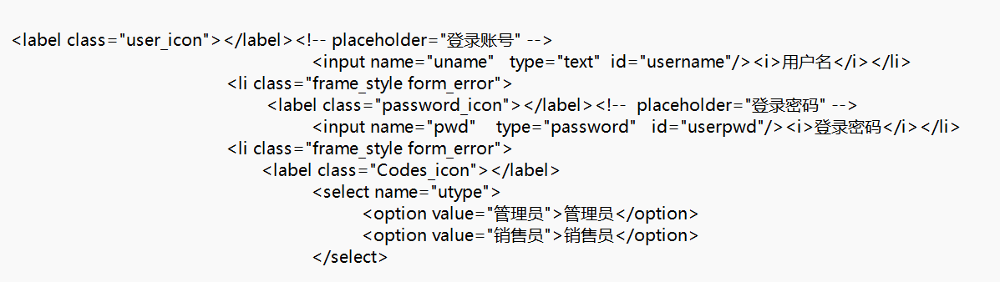 <label class="user_icon"></label><!-- placeholder="登录账号" -->
<input name="uname"   type="text"  id="username"/><i>用户名</i></li>
<li class="frame_style form_error">
<label class="password_icon"></label><!--  placeholder="登录密码" -->
<input name="pwd"    type="password"   id="userpwd"/><i>登录密码</i></li>
<li class="frame_style form_error">
<label class="Codes_icon"></label>
<select name="utype">
<option value="管理员">管理员</option>
<option value="销售员">销售员</option>
</select>